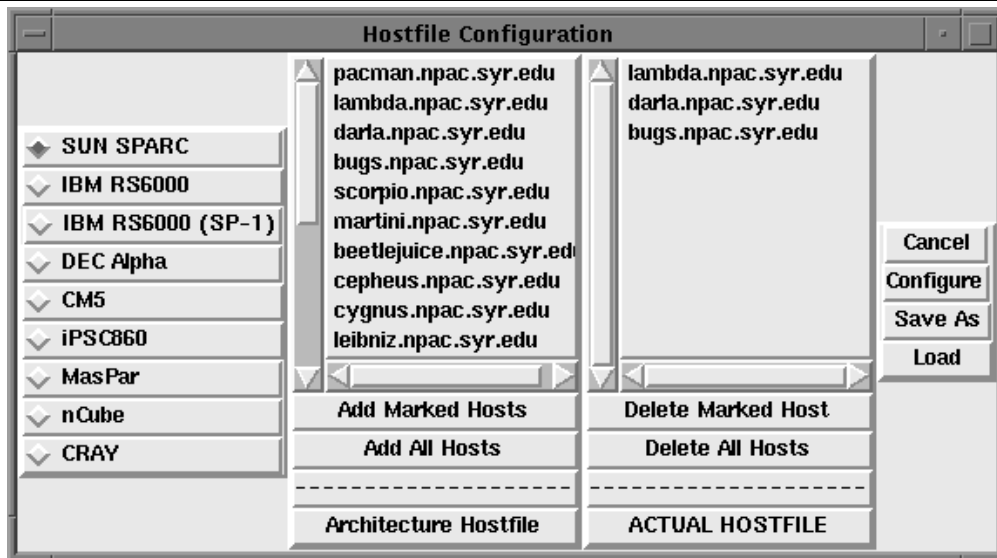 Hostfile Configuration
SUN SPARC
IBM RS6000
IBM RS6000 (SP-1)
DEC Alpha
CM5
iPSC860
MasPar
nCube
CRAY
pacman.npac.syr.edu
lambda.npac.syr.edu
darla.npac.syr.edu
bugs.npac.syr.edu
scorpio.npac.syr.edu
martini.npac.syr.edu
beetlejuice.npac.syr.edu
cepheus.npac.syr.edu
cygnus.npac.syr.edu
leibniz.npac.syr.edu
Add Marked Hosts
Add All Hosts
--------------------
Architecture Hostfile
lambda.npac.syr.edu
darla.npac.syr.edu
bugs.npac.syr.edu
Delete Marked Host
Delete All Hosts
--------------------
ACTUAL HOSTFILE
Cancel
Configure
Save As
Load